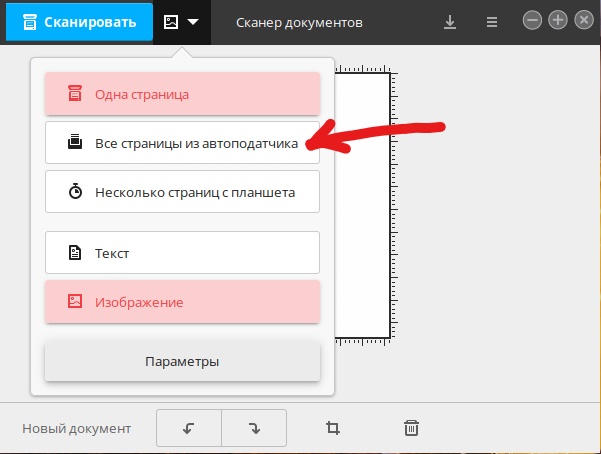 Сканировать
Сканер документов
Одна страница
Все страницы из автоподатчика
Несколько страниц с планшета
Текст
Изображение
Параметры
Новый документ